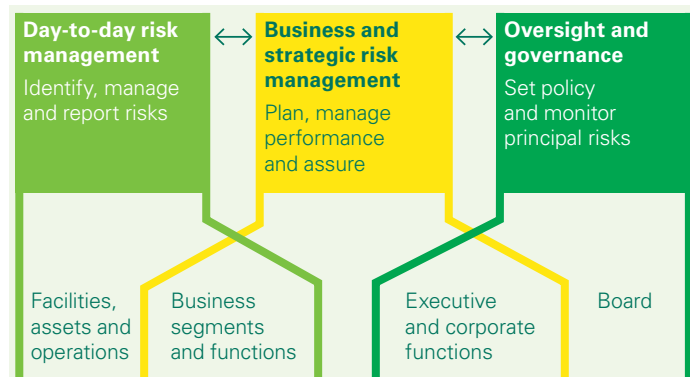 Day-to-day risk
management
Identify, manage
and report risks
Business and
strategic risk
management
Plan, manage
performance
and assure
Oversight and
governance
Set policy
and monitor
principal risks
Facilities,
assets and
operations
Business
segments
and functions
Executive
and corporate
functions
Board